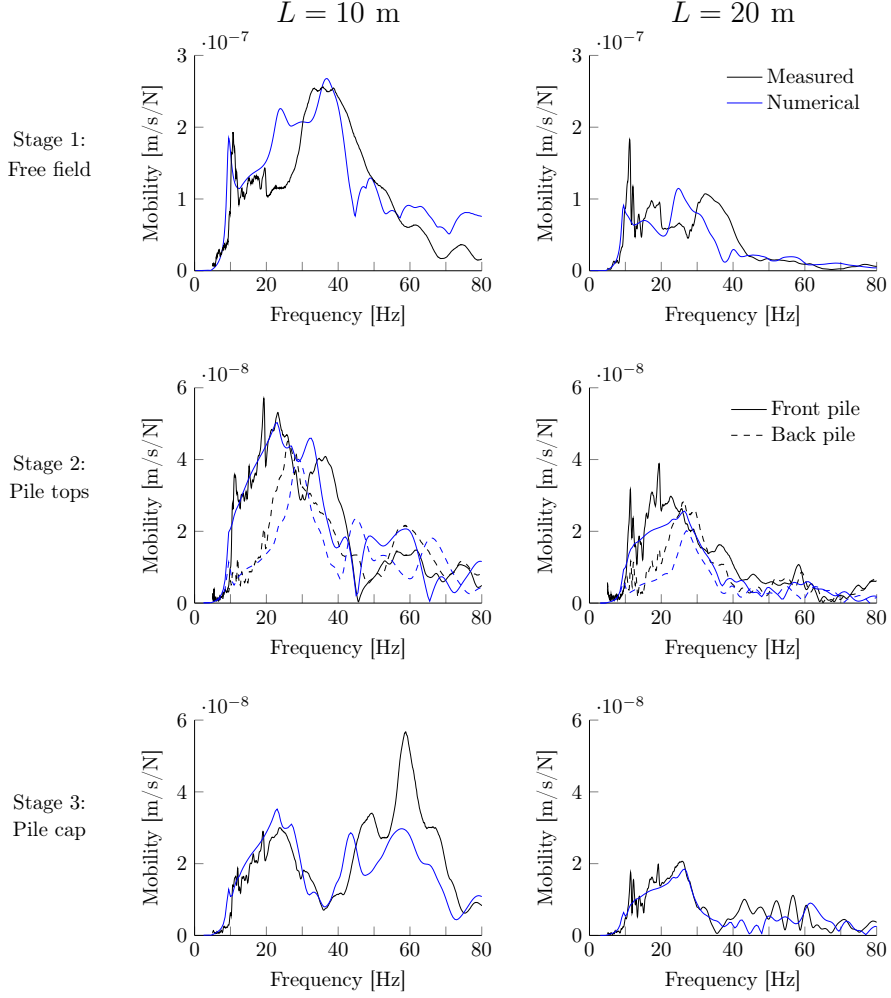 L = 10 m
L = 20 m
Stage 1:
Free field
·10⁻⁷
3
2
1
0
Mobility [m/s/N]
0 20 40 60 80
Frequency [Hz]
·10⁻⁷
3
2
1
0
Mobility [m/s/N]
0 20 40 60 80
Frequency [Hz]
Measured
Numerical
Stage 2:
Pile tops
·10⁻⁸
6
4
2
0
Mobility [m/s/N]
0 20 40 60 80
Frequency [Hz]
·10⁻⁸
6
4
2
0
Mobility [m/s/N]
0 20 40 60 80
Frequency [Hz]
Front pile
Back pile
Stage 3:
Pile cap
·10⁻⁸
6
4
2
0
Mobility [m/s/N]
0 20 40 60 80
Frequency [Hz]
·10⁻⁸
6
4
2
0
Mobility [m/s/N]
0 20 40 60 80
Frequency [Hz]